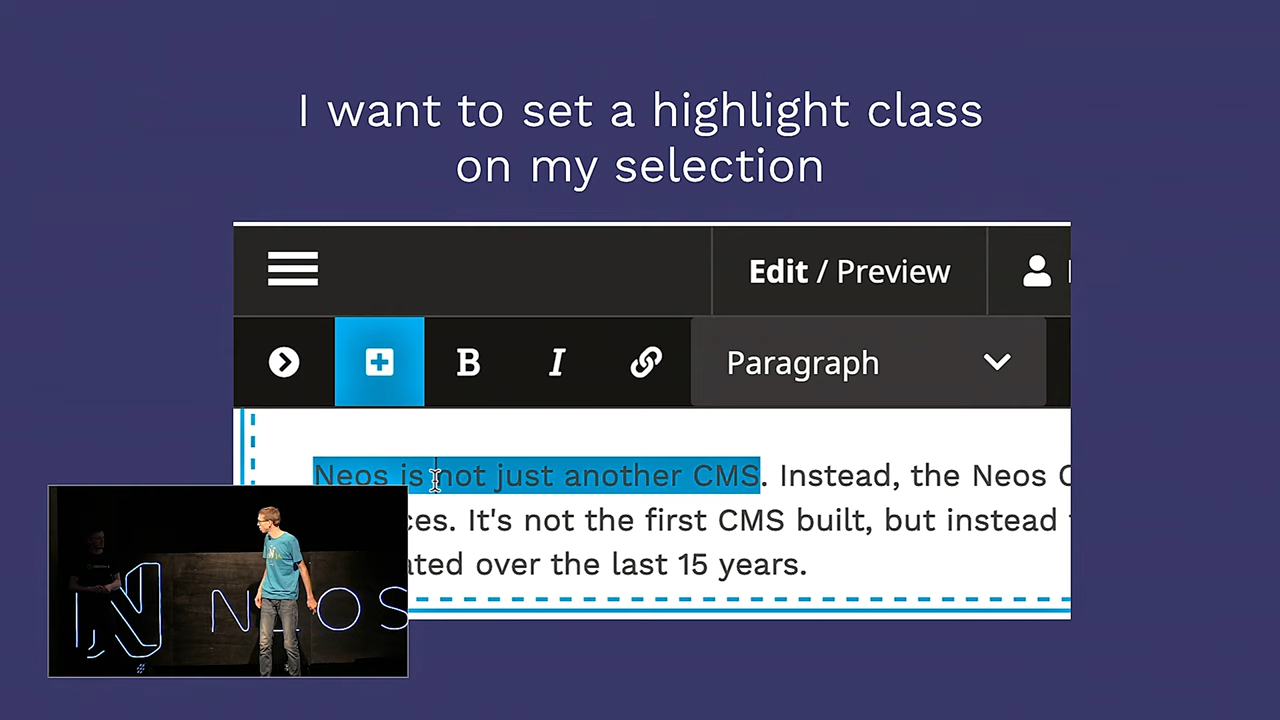 I want to set a highlight class
on my selection
Edit / Preview
B I Paragraph
Neos is not just another CMS. Instead, the Neos
ces. It's not the first CMS built, but instead
ated over the last 15 years.
NEOS